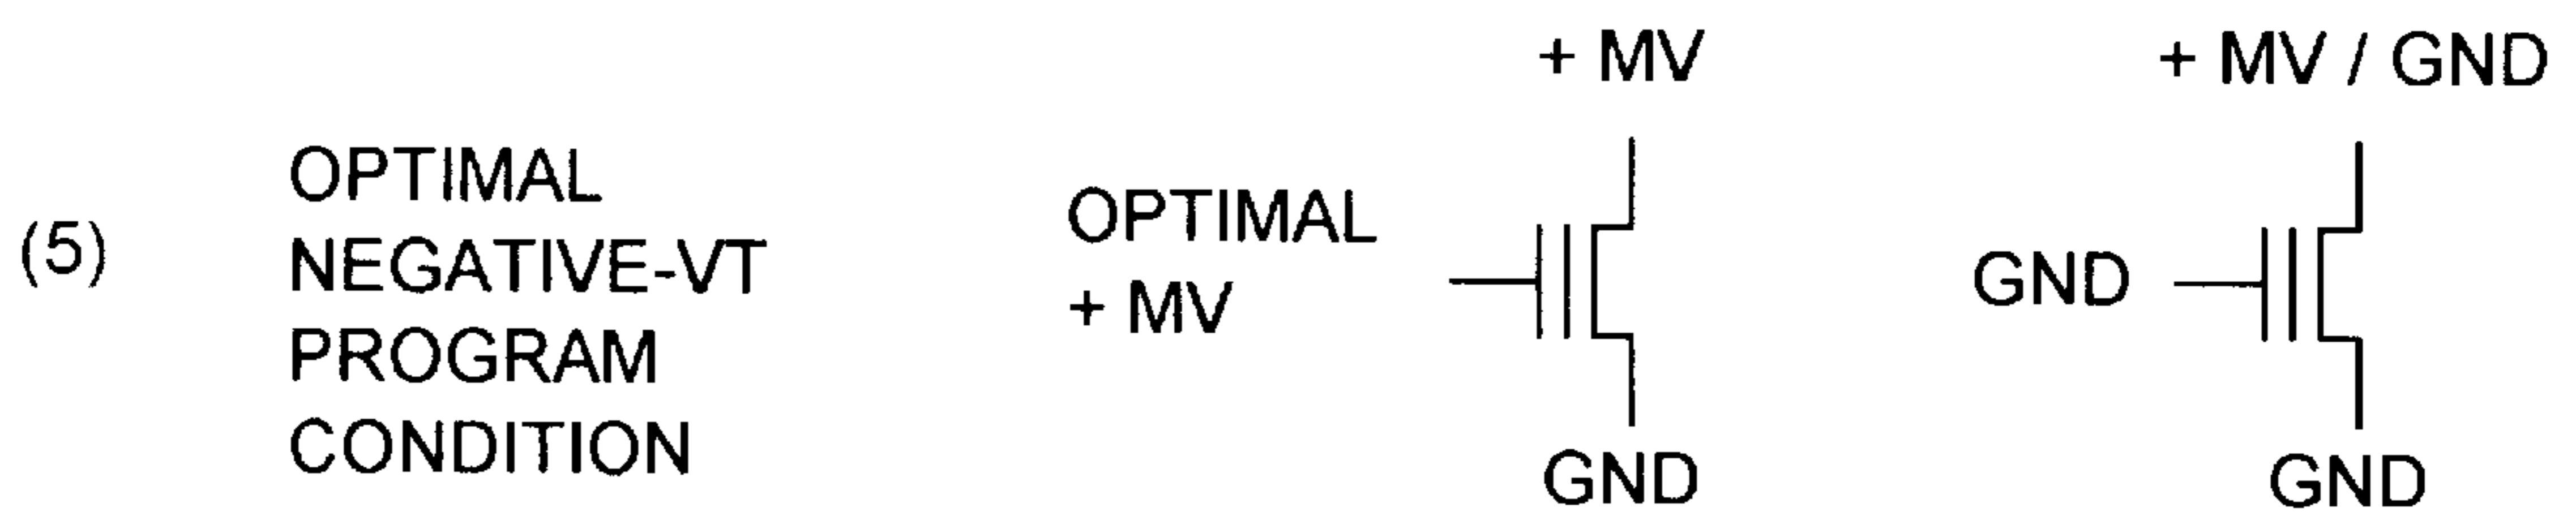 (5)
OPTIMAL
NEGATIVE-VT
PROGRAM
CONDITION
+ MV
OPTIMAL
+ MV
GND
+ MV / GND
GND
GND